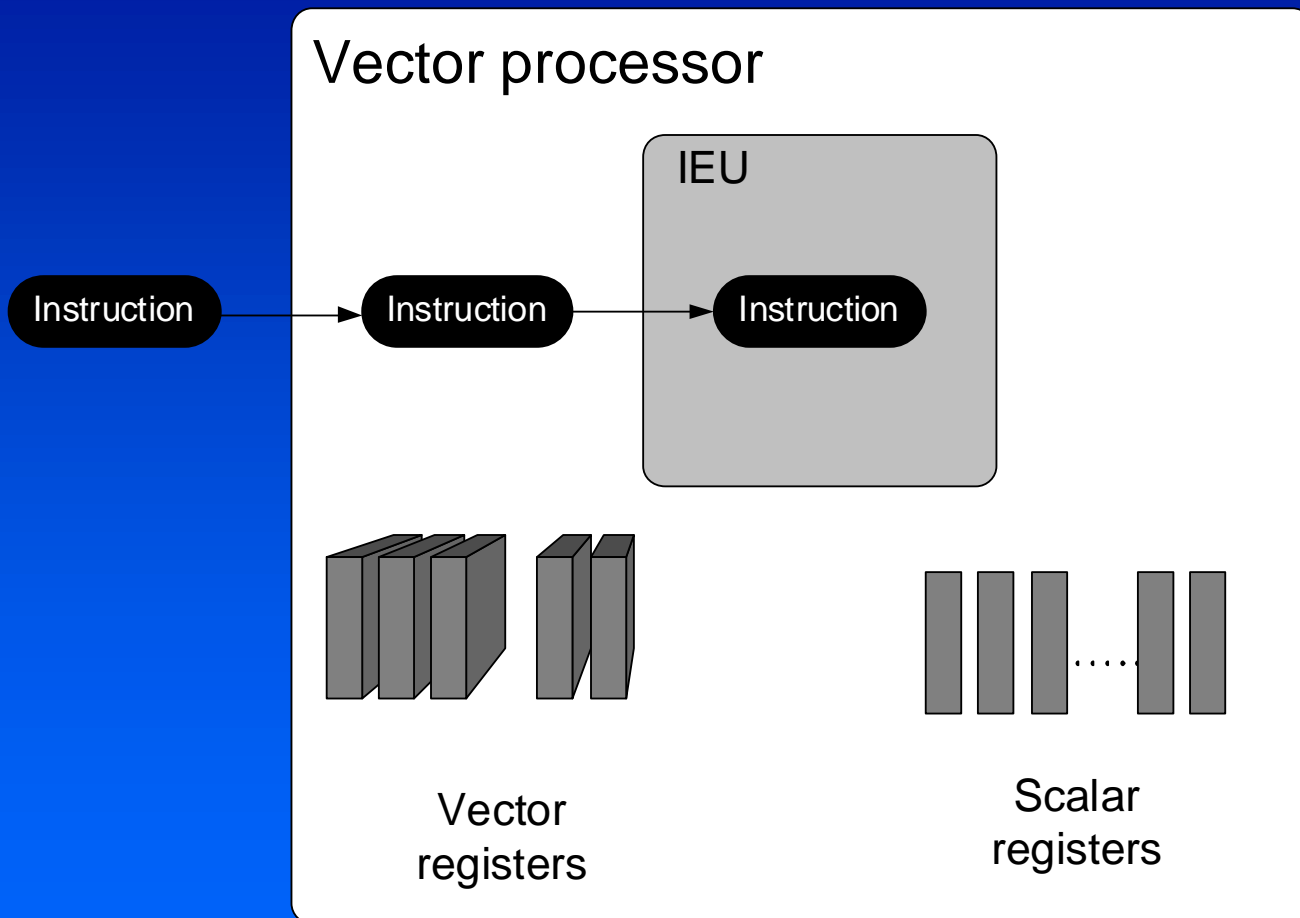 Vector processor
IEU
Instruction
Instruction
Instruction
.....
Vector
registers
Scalar
registers